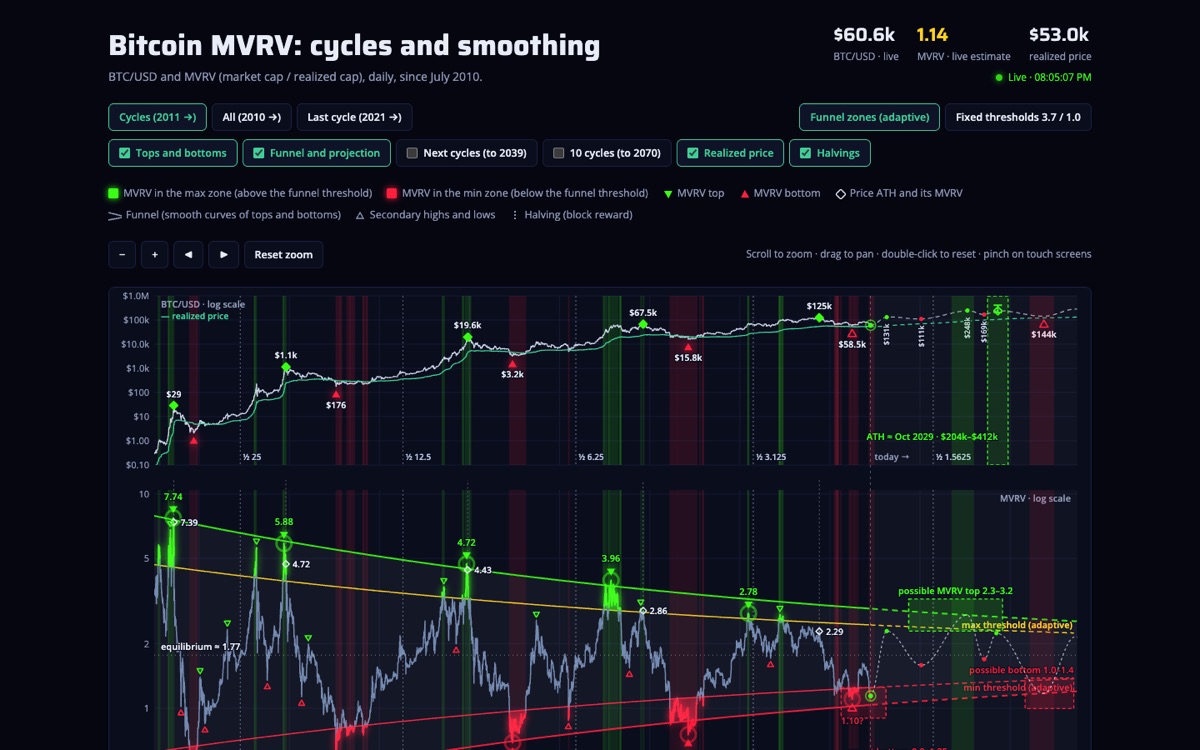 Bitcoin MVRV: cycles and smoothing
BTC/USD and MVRV (market cap / realized cap), daily, since July 2010.
$60.6k 1.14 $53.0k
BTC/USD · live MVRV · live estimate realized price
Live · 08:05:07 PM
Cycles (2011 →) All (2010 →) Last cycle (2021 →) Funnel zones (adaptive) Fixed thresholds 3.7 / 1.0
Tops and bottoms Funnel and projection Next cycles (to 2039) 10 cycles (to 2070) Realized price Halvings
MVRV in the max zone (above the funnel threshold) MVRV in the min zone (below the funnel threshold) MVRV top MVRV bottom Price ATH and its MVRV
Funnel (smooth curves of tops and bottoms) Secondary highs and lows Halving (block reward)
− + ◀ ▶ Reset zoom Scroll to zoom · drag to pan · double-click to reset · pinch on touch screens
BTC/USD · log scale
— realized price
$1.0M
$100k
$10.0k
$1.0k
$100
$10
$1.00
$0.10
$29
$1.1k
$176
$19.6k
$3.2k
$67.5k
$15.8k
$125k
$58.5k
$131k
$111k
$248k
$169k
$144k
ATH ≈ Oct 2029 · $204k–$412k
½ 25 ½ 12.5 ½ 6.25 ½ 3.125 today → ½ 1.5625
MVRV · log scale
10
5
2
1
7.74
7.39
5.88
4.72
4.72
4.43
3.96
2.86
2.78
2.29
possible MVRV top 2.3–3.2
max threshold (adaptive)
equilibrium ≈ 1.77
possible bottom 1.0–1.4
min threshold (adaptive)
1.10?